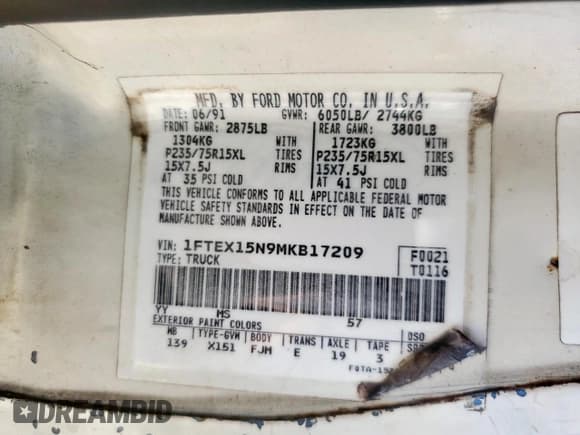 MFD. BY FORD MOTOR CO. IN U.S.A.
DATE: 06/91 GVWR: 6050LB/ 2744KG
FRONT GAWR: 2875LB REAR GAWR: 3800LB
1304KG WITH 1723KG WITH
P235/75R15XL TIRES P235/75R15XL TIRES
15X7.5J RIMS 15X7.5J RIMS
AT 35 PSI COLD AT 41 PSI COLD
THIS VEHICLE CONFORMS TO ALL APPLICABLE FEDERAL MOTOR
VEHICLE SAFETY STANDARDS IN EFFECT ON THE DATE OF
MANUFACTURE SHOWN ABOVE.
VIN: 1FTEX15N9MKB17209 F0021
TYPE: TRUCK T0116
YY MS 57
EXTERIOR PAINT COLORS DSO
WB TYPE-GVW BODY TRANS AXLE TAPE
139 X151 FJM E 19 3
DREAMBID